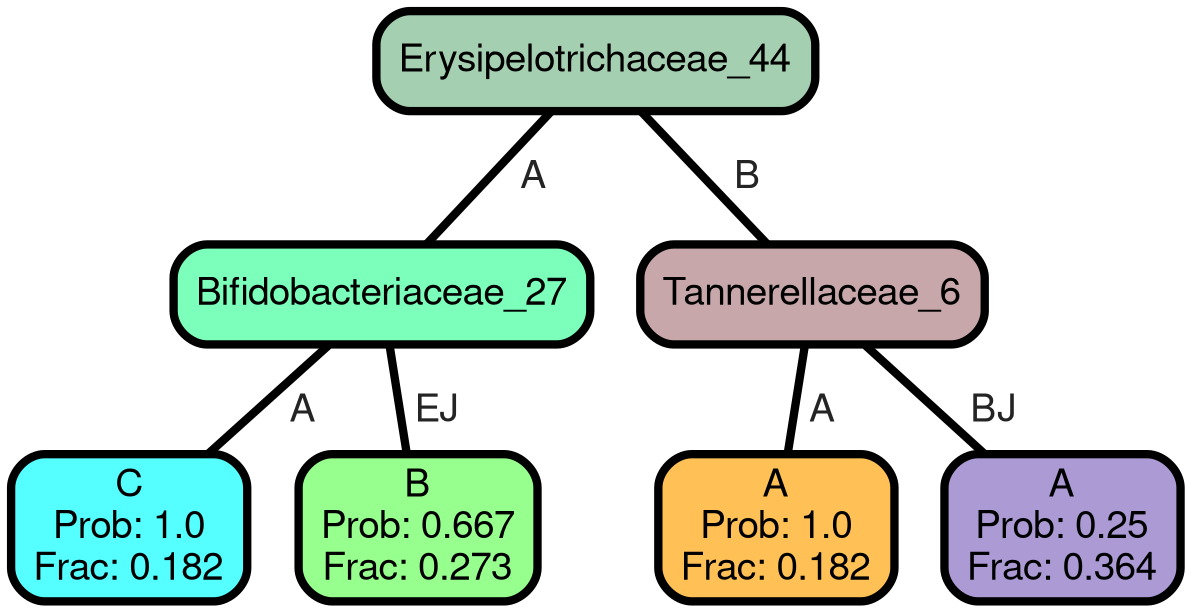 Erysipelotrichaceae_44
A
B
Bifidobacteriaceae_27
Tannerellaceae_6
A
EJ
A
BJ
C
Prob: 1.0
Frac: 0.182
B
Prob: 0.667
Frac: 0.273
A
Prob: 1.0
Frac: 0.182
A
Prob: 0.25
Frac: 0.364